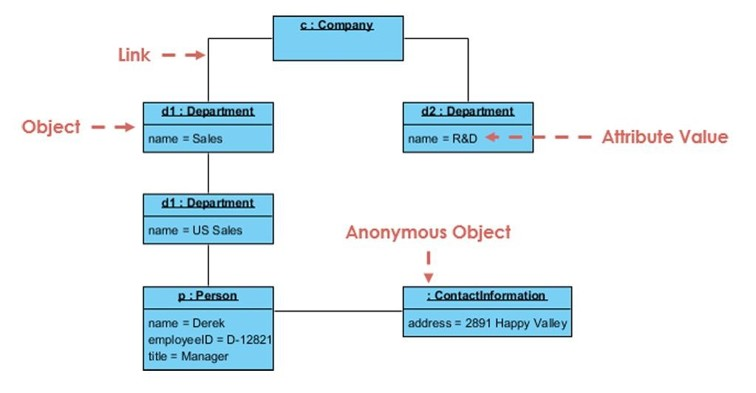 c : Company
Link
d1 : Department
name = Sales
Object
d2 : Department
name = R&D
Attribute Value
d1 : Department
name = US Sales
Anonymous Object
p : Person
name = Derek
employeeID = D-12821
title = Manager
: ContactInformation
address = 2891 Happy Valley